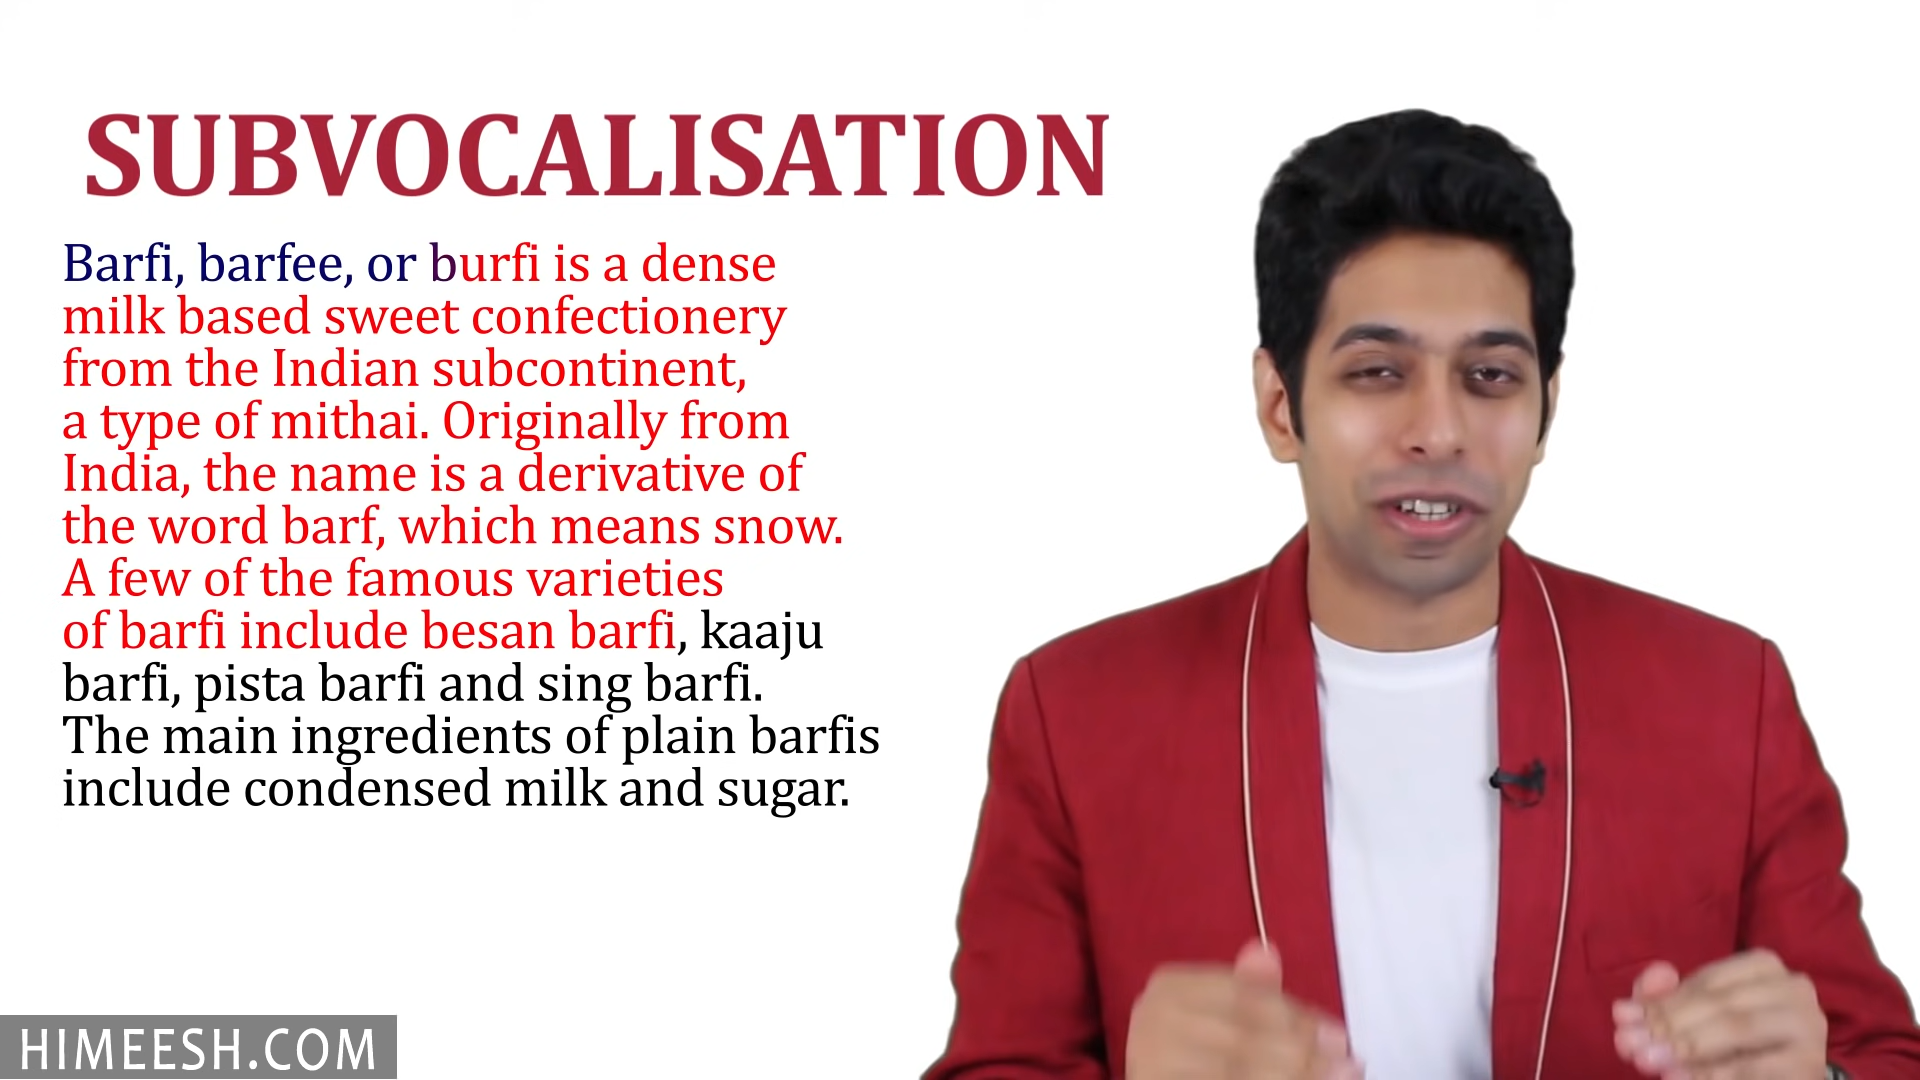 SUBVOCALISATION
Barfi, barfee, or burfi is a dense
milk based sweet confectionery
from the Indian subcontinent,
a type of mithai. Originally from
India, the name is a derivative of
the word barf, which means snow.
A few of the famous varieties
of barfi include besan barfi, kaaju
barfi, pista barfi and sing barfi.
The main ingredients of plain barfis
include condensed milk and sugar.
HIMEESH.COM